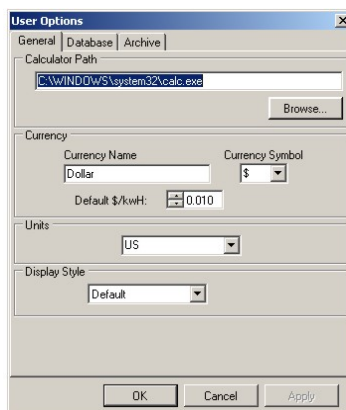 User Options
General Database Archive
Calculator Path
C:\WINDOWS\system32\calc.exe
Browse...
Currency
Currency Name Currency Symbol
Dollar $
Default $/kwH: 0.010
Units
US
Display Style
Default
OK Cancel Apply